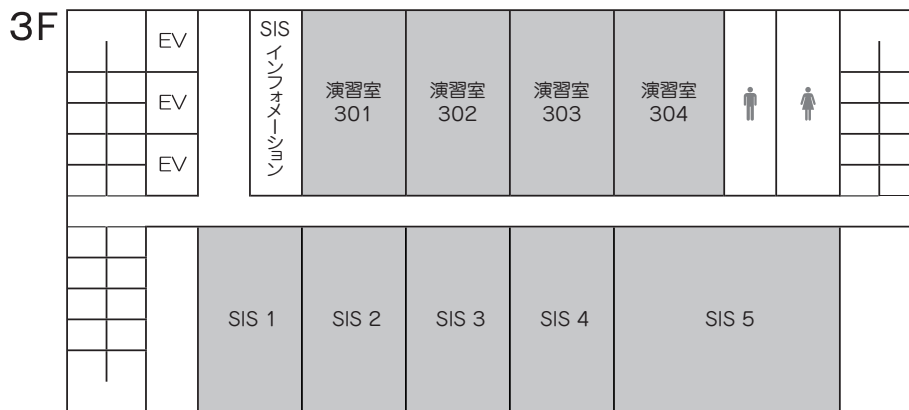 3F
EV
EV
EV
SIS
インフォメーション
演習室
301
演習室
302
演習室
303
演習室
304
SIS 1
SIS 2
SIS 3
SIS 4
SIS 5